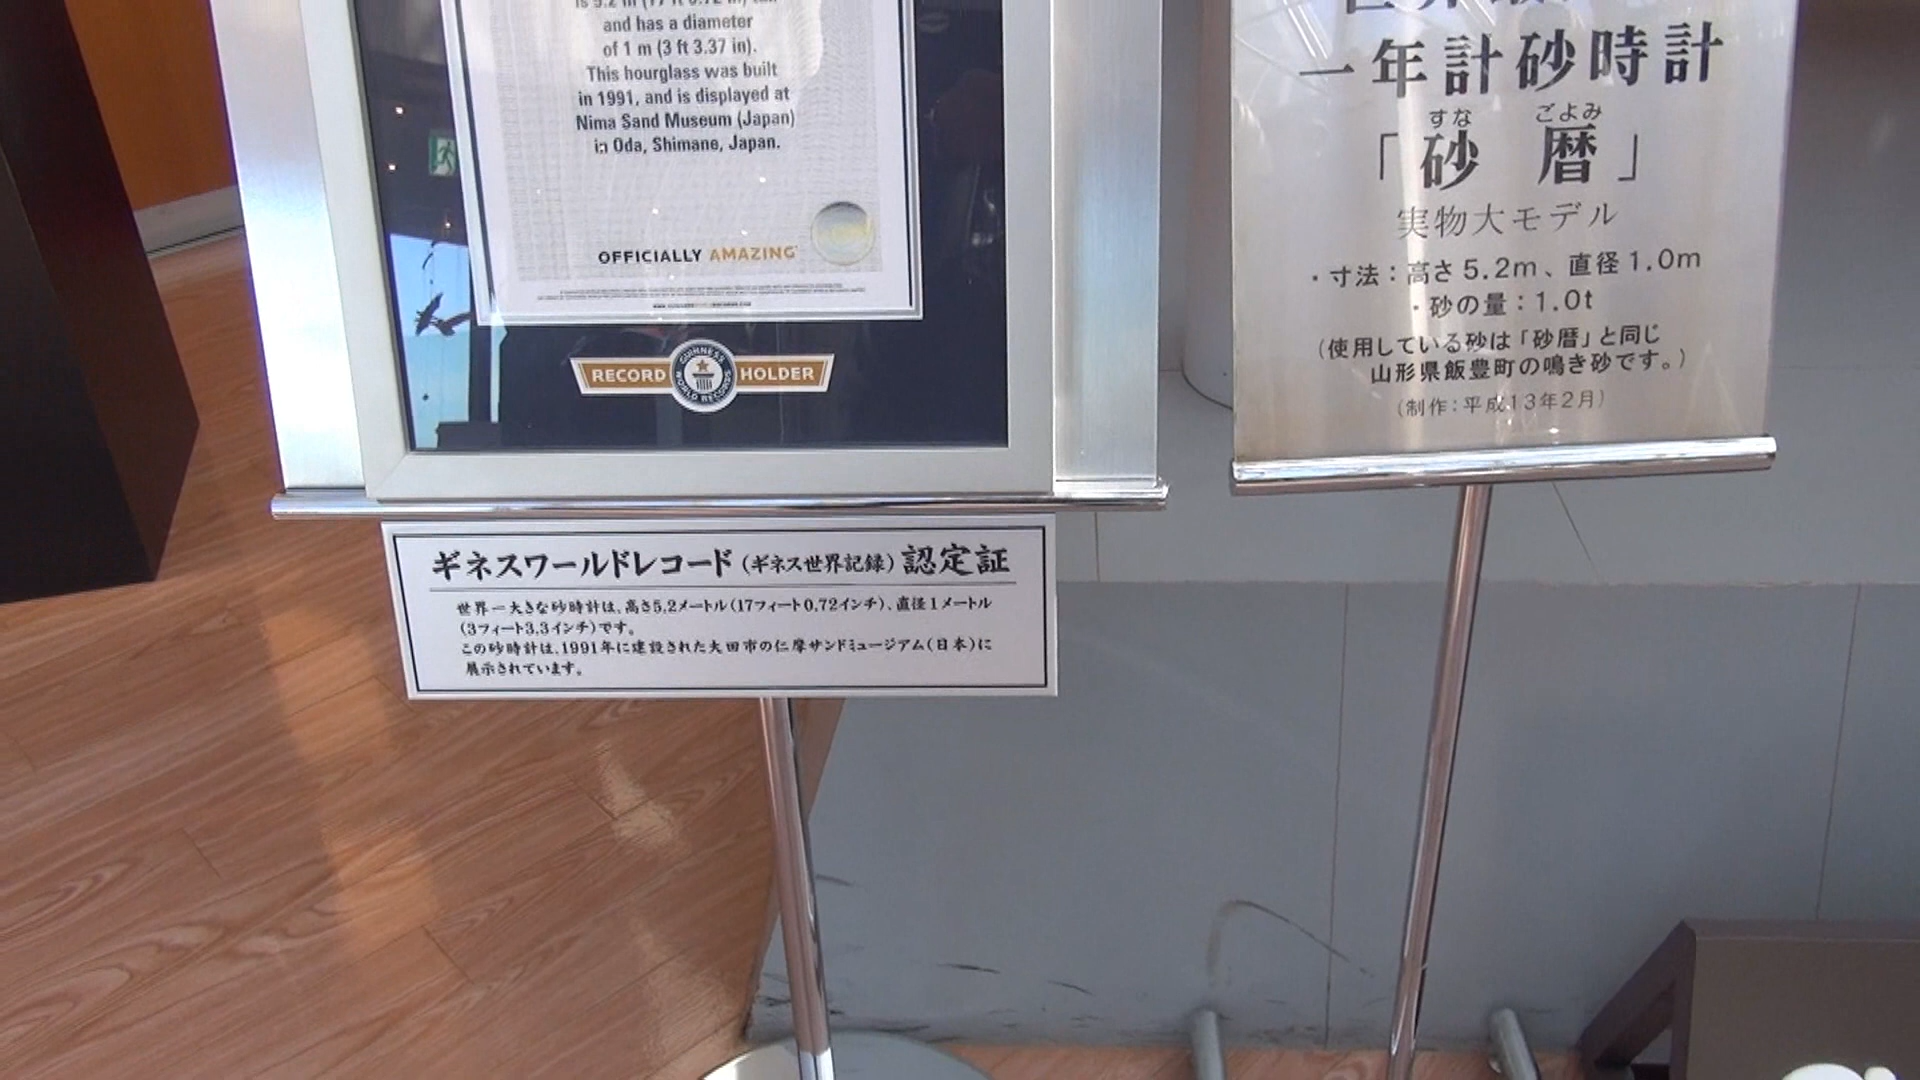 and has a diameter
of 1 m (3 ft 3.37 in).
This hourglass was built
in 1991, and is displayed at
Nima Sand Museum (Japan)
in Oda, Shimane, Japan.
OFFICIALLY AMAZING
RECORD HOLDER
GUINNESS WORLD RECORDS
ギネスワールドレコード（ギネス世界記録）認定証
世界一大きな砂時計は、高さ5.2メートル（17フィート0.72インチ）、直径1メートル
（3フィート3.3インチ）です。
この砂時計は、1991年に建設された大田市の仁摩サンドミュージアム（日本）に
展示されています。
一年計砂時計
すな ごよみ
「砂 暦」
実物大モデル
・寸法：高さ5.2m、直径1.0m
・砂の量：1.0t
（使用している砂は「砂暦」と同じ
山形県飯豊町の鳴き砂です。）
（制作：平成13年2月）